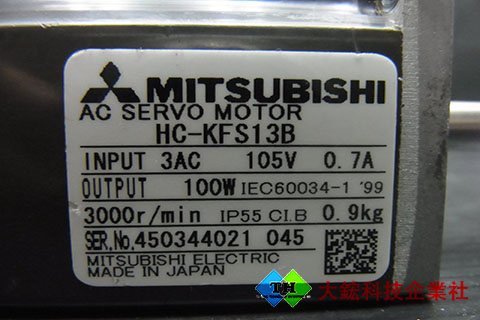 MITSUBISHI
AC SERVO MOTOR
HC-KFS13B
INPUT 3AC 105V 0.7A
OUTPUT 100W IEC60034-1 '99
3000r/min IP55 CI.B 0.9kg
SER.No.450344021 045
MITSUBISHI ELECTRIC
MADE IN JAPAN
TH 大鋐科技企業社